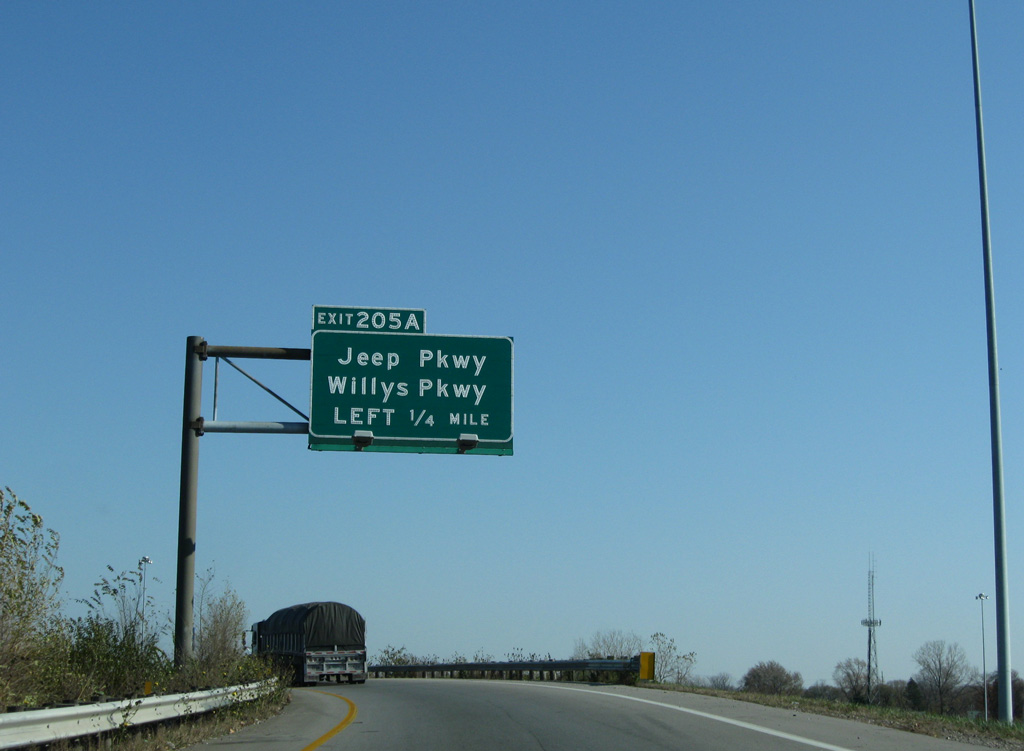 EXIT 205A
Jeep Pkwy
Willys Pkwy
LEFT 1/4 MILE